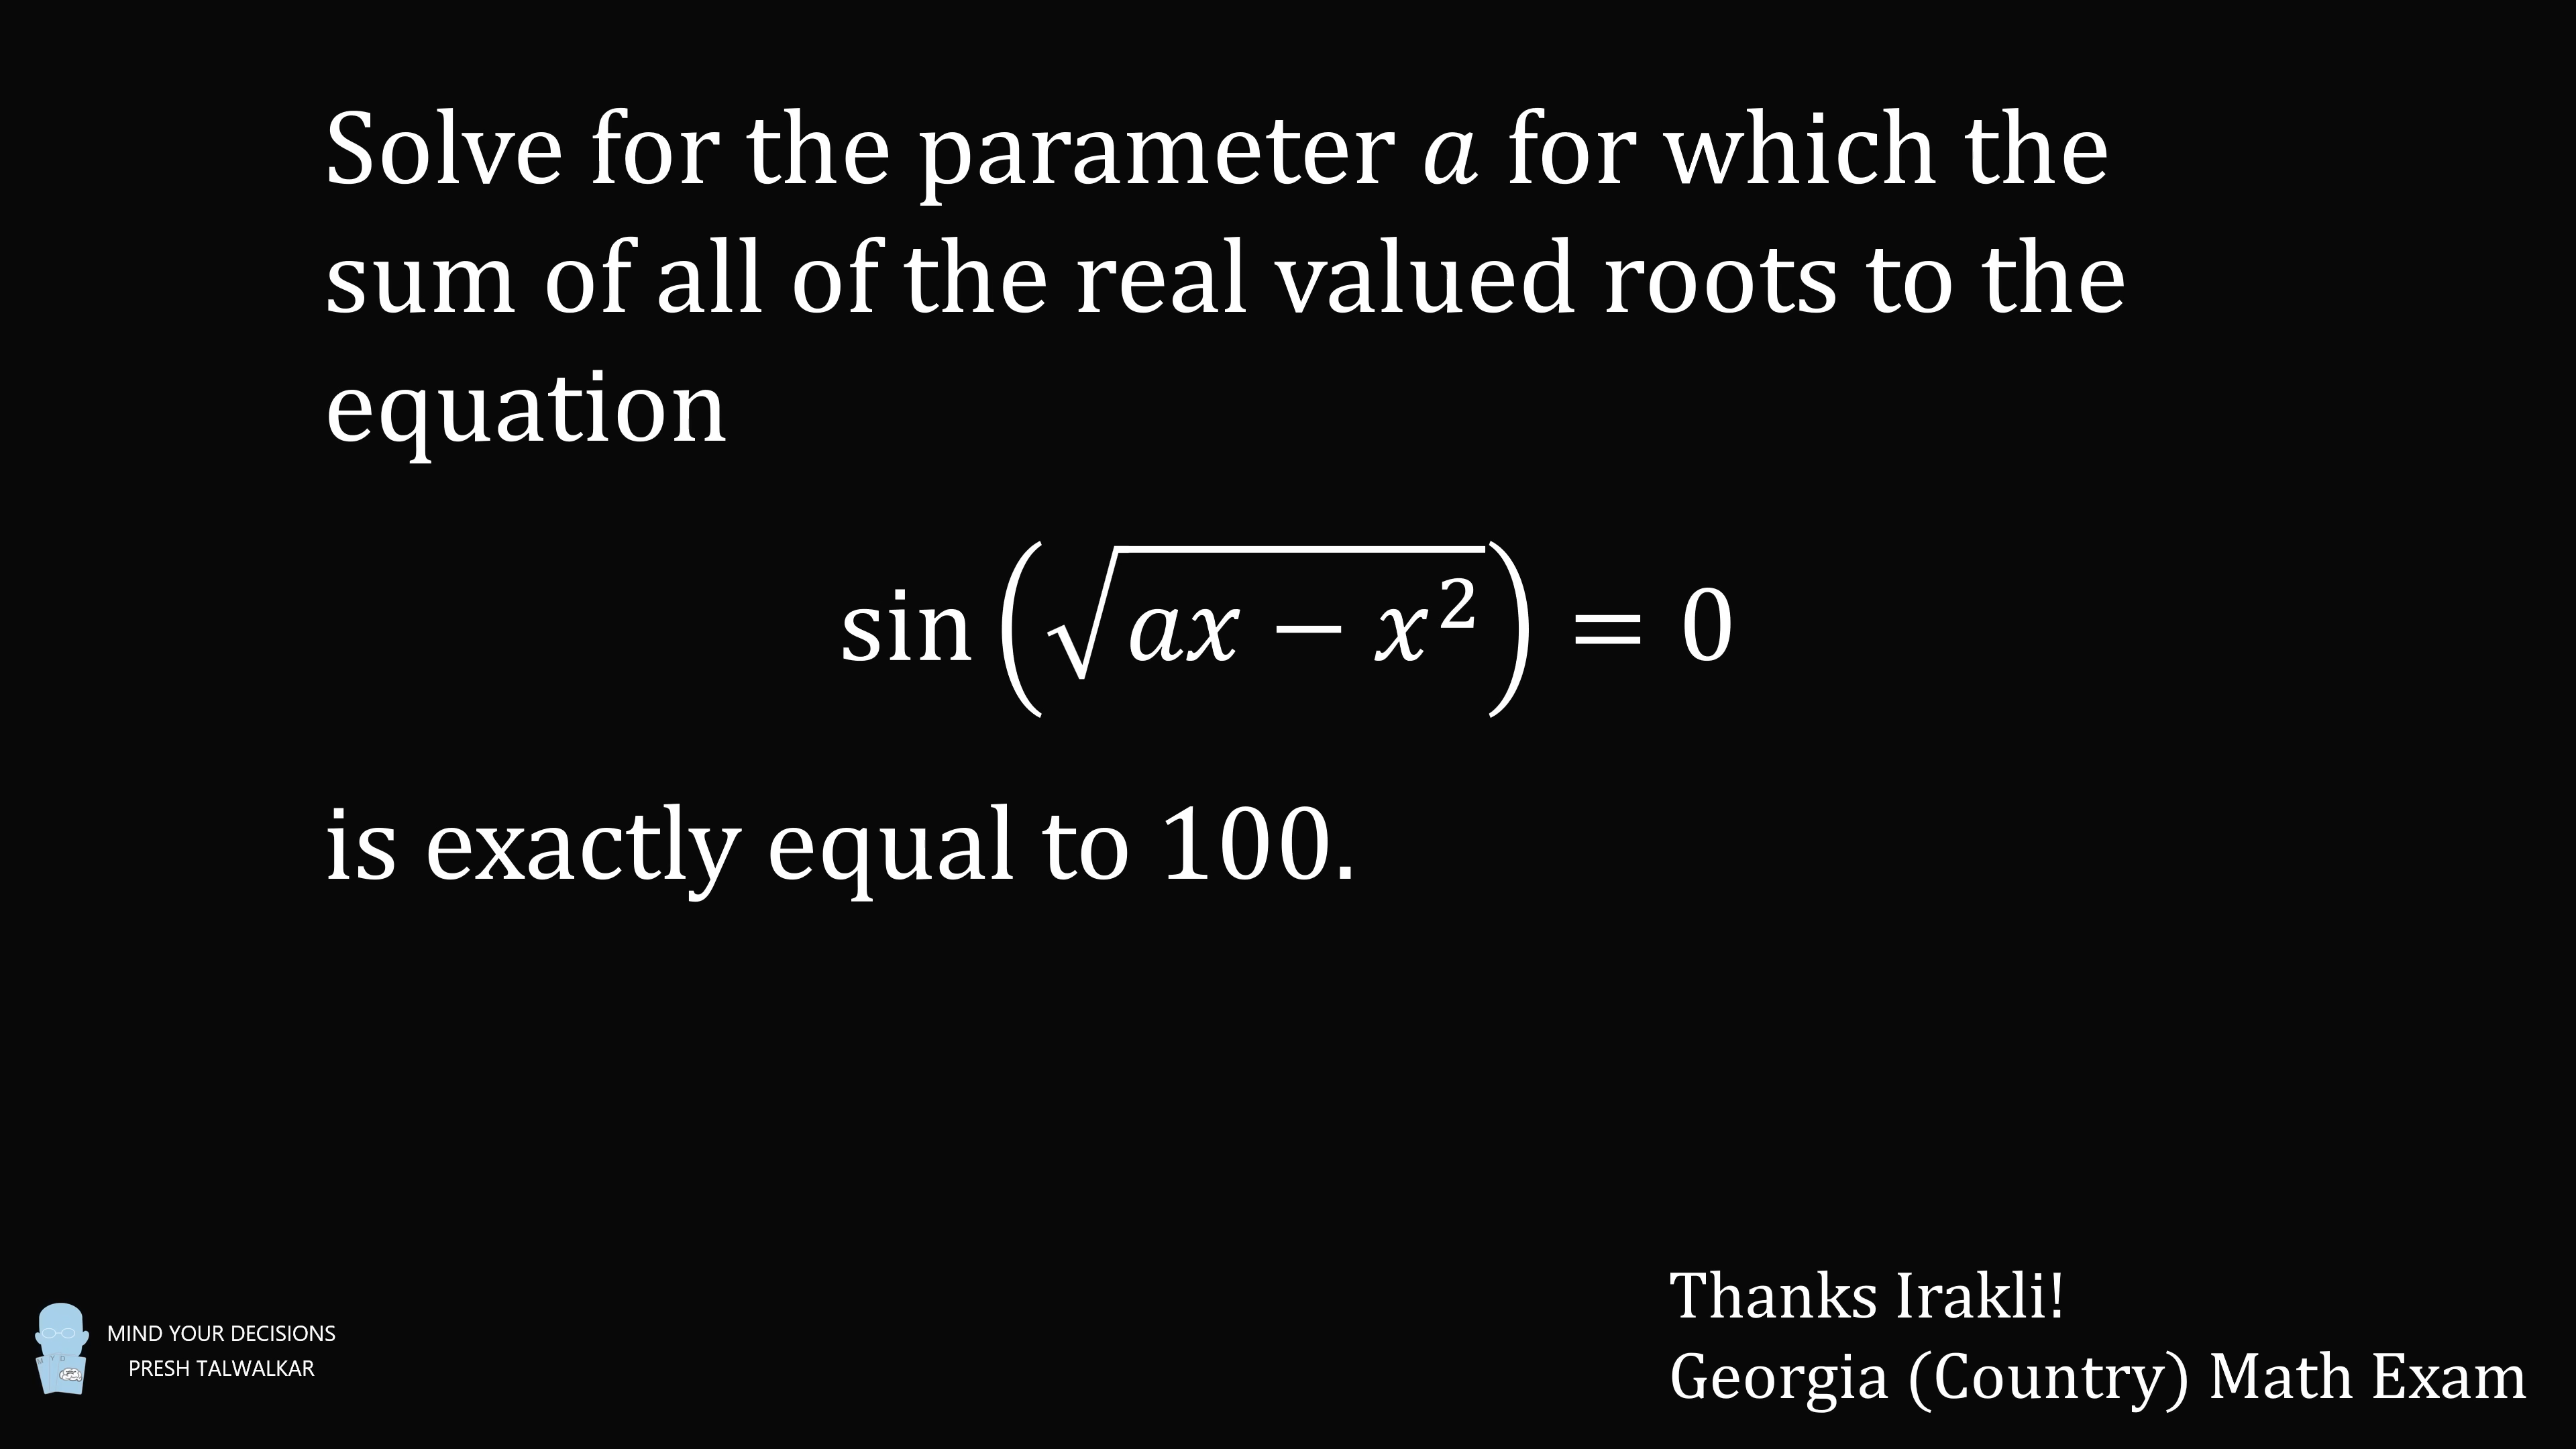 Solve for the parameter a for which the
sum of all of the real valued roots to the
equation
sin(√(ax − x²)) = 0
is exactly equal to 100.
Thanks Irakli!
Georgia (Country) Math Exam
MIND YOUR DECISIONS
PRESH TALWALKAR
M Y D